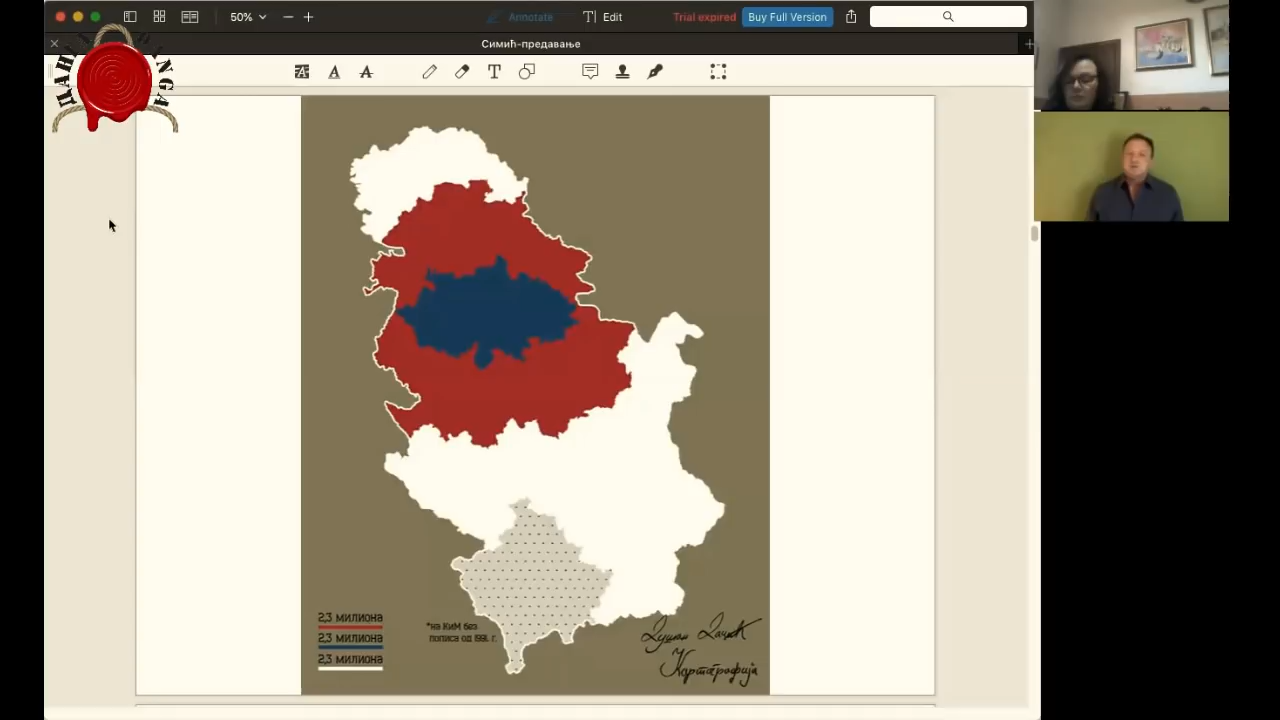 50%
Annotate
Edit
Trial expired
Buy Full Version
Симић-предавање
2,3 милиона
2,3 милиона
2,3 милиона
*на КиМ без
пописа од 1991. г.
Картографија